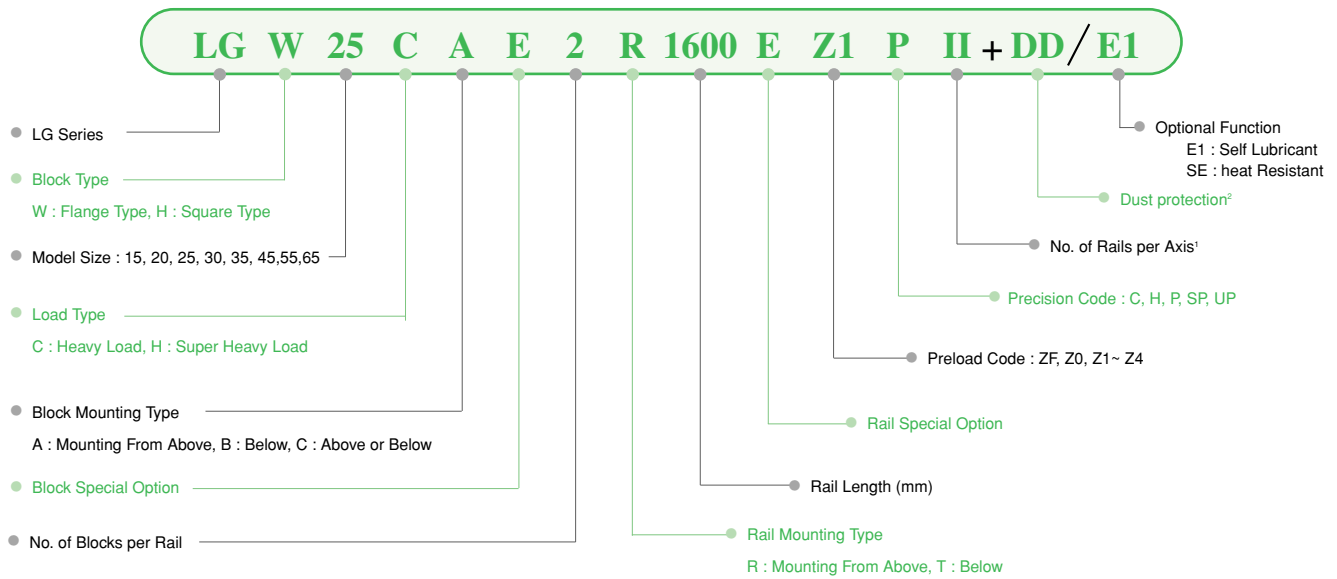 LG W 25 C A E 2 R 1600 E Z1 P II + DD / E1
LG Series
Block Type
W : Flange Type, H : Square Type
Model Size : 15, 20, 25, 30, 35, 45,55,65
Load Type
C : Heavy Load, H : Super Heavy Load
Block Mounting Type
A : Mounting From Above, B : Below, C : Above or Below
Block Special Option
No. of Blocks per Rail
Optional Function
E1 : Self Lubricant
SE : heat Resistant
Dust protection²
No. of Rails per Axis¹
Precision Code : C, H, P, SP, UP
Preload Code : ZF, Z0, Z1~ Z4
Rail Special Option
Rail Length (mm)
Rail Mounting Type
R : Mounting From Above, T : Below